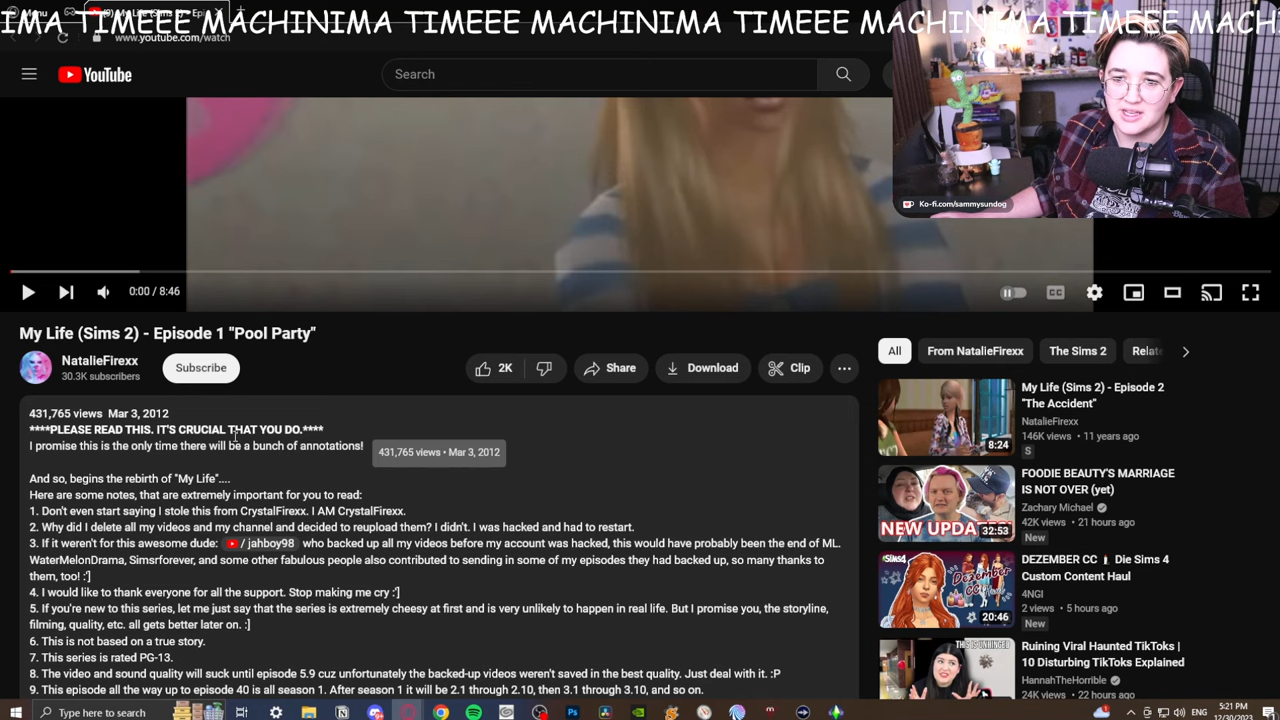 IMA TIMEEE MACHINIMA TIMEEE MACHINIMA TIMEEE MACHINIMA TIMEEE MACH
www.youtube.com/watch
YouTube
Search
Ko-fi.com/sammysundog
0:00 / 8:46
CC
My Life (Sims 2) - Episode 1 "Pool Party"
NatalieFirexx
30.3K subscribers
Subscribe
2K
Share
Download
Clip
431,765 views Mar 3, 2012
****PLEASE READ THIS. IT'S CRUCIAL THAT YOU DO.****
I promise this is the only time there will be a bunch of annotations!
431,765 views • Mar 3, 2012
And so, begins the rebirth of "My Life"....
Here are some notes, that are extremely important for you to read:
1. Don't even start saying I stole this from CrystalFirexx. I AM CrystalFirexx.
2. Why did I delete all my videos and my channel and decided to reupload them? I didn't. I was hacked and had to restart.
3. If it weren't for this awesome dude: / jabboysle who backed up all my videos before my account was hacked, this would have probably been the end of ML.
WaterMelonDrama, Simsforev9r, and some other fabulous people also contributed to sending in some of my episodes they had backed up, so many thanks to
them, too! :']
4. I would like to thank everyone for all the support. Stop making me cry :']
5. If you're new to this series, let me just say that the series is extremely cheesy at first and is very unlikely to happen in real life. But I promise you, the storyline,
filming, quality, etc. all gets better later on. :]
6. This is not based on a true story.
7. This series is rated PG-13.
8. The video and sound quality will suck until episode 5.9 cuz unfortunately the backed-up videos weren't saved in the best quality. Just deal with it. :P
9. This episode all the way up to episode 40 is all season 1. After season 1 it will be 2.1 through 2.10, then 3.1 through 3.10, and so on.
All
From NatalieFirexx
The Sims 2
Relate
My Life (Sims 2) - Episode 2
"The Accident"
NatalieFirexx
146K views • 11 years ago
S
8:24
FOODIE BEAUTY'S MARRIAGE
IS NOT OVER (yet)
Zachary Michael
42K views • 21 hours ago
New
NEW UPDATES!
32:53
DEZEMBER CC Die Sims 4
Custom Content Haul
4NGI
2 views • 5 hours ago
New
SIMS4
Dezember
CC
20:46
Ruining Viral Haunted TikToks |
10 Disturbing TikToks Explained
HannahTheHorrible
24K views • 22 hours ago
THIS IS UNHINGED
Type here to search
ENG
5:21 PM
12/30/2023